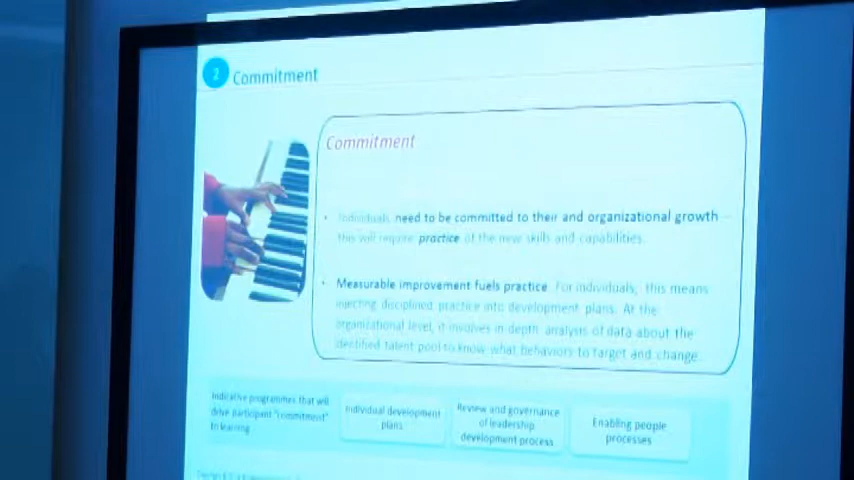 2 Commitment
Commitment
• Individuals need to be committed to their and organizational growth –
this will require practice of the new skills and capabilities.
• Measurable improvement fuels practice. For individuals, this means
injecting disciplined practice into development plans. At the
organizational level, it involves in depth analysis of data about the
identified talent pool to know what behaviors to target and change.
Indicative programmes that will
drive participant "commitment"
to learning
Individual development
plans
Review and governance
of leadership
development process
Enabling people
processes